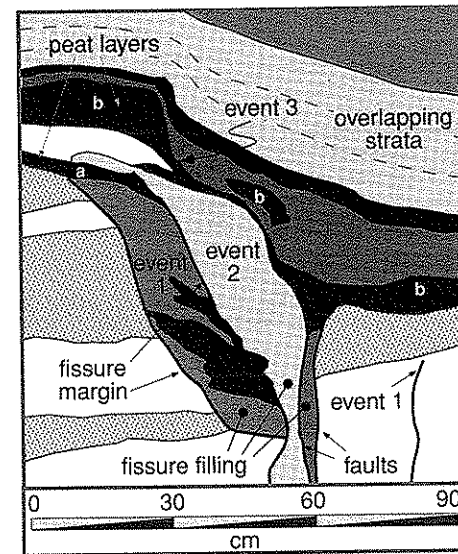 peat layers
b
event 3
overlapping
strata
a
b
event
2
event
1
b
fissure
margin
event 1
fissure filling
faults
0 30 60 90
cm